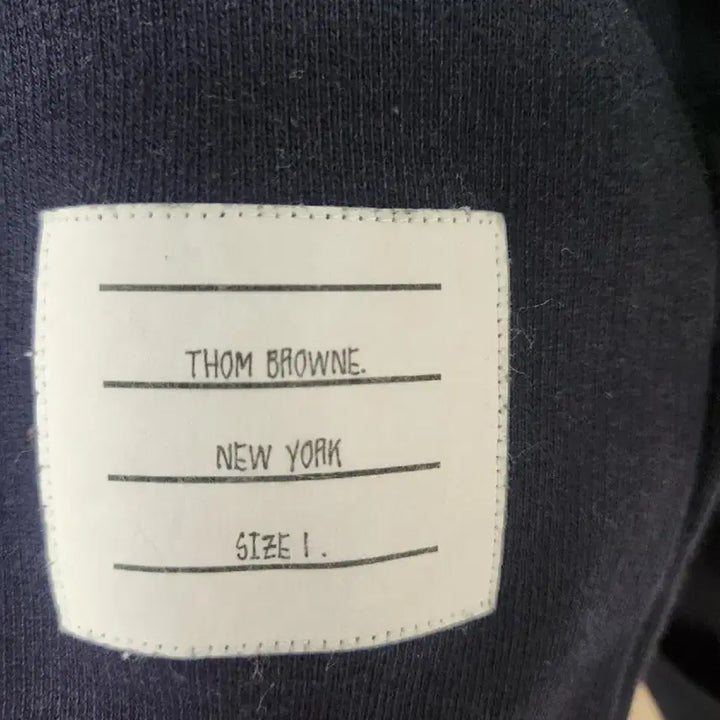 THOM BROWNE.
NEW YORK
SIZE 1.